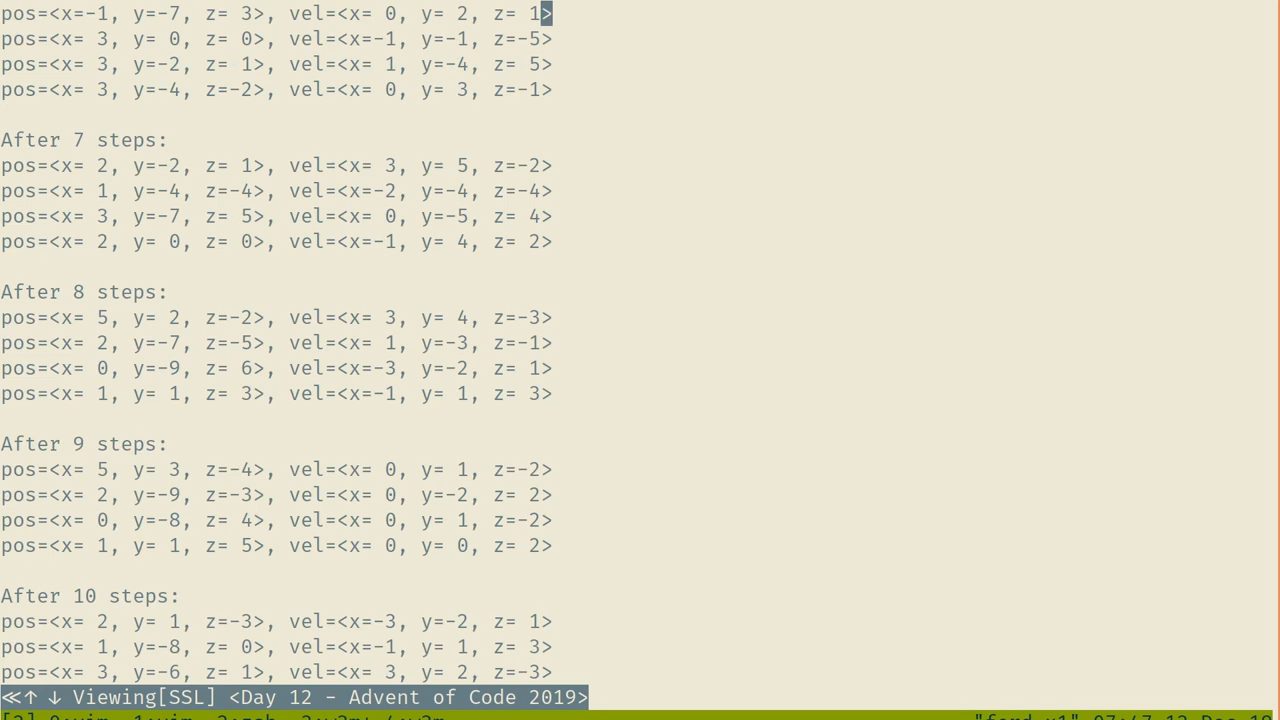 pos=<x=-1, y=-7, z= 3>, vel=<x= 0, y= 2, z= 1>
pos=<x= 3, y= 0, z= 0>, vel=<x=-1, y=-1, z=-5>
pos=<x= 3, y=-2, z= 1>, vel=<x= 1, y=-4, z= 5>
pos=<x= 3, y=-4, z=-2>, vel=<x= 0, y= 3, z=-1>
After 7 steps:
pos=<x= 2, y=-2, z= 1>, vel=<x= 3, y= 5, z=-2>
pos=<x= 1, y=-4, z=-4>, vel=<x=-2, y=-4, z=-4>
pos=<x= 3, y=-7, z= 5>, vel=<x= 0, y=-5, z= 4>
pos=<x= 2, y= 0, z= 0>, vel=<x=-1, y= 4, z= 2>
After 8 steps:
pos=<x= 5, y= 2, z=-2>, vel=<x= 3, y= 4, z=-3>
pos=<x= 2, y=-7, z=-5>, vel=<x= 1, y=-3, z=-1>
pos=<x= 0, y=-9, z= 6>, vel=<x=-3, y=-2, z= 1>
pos=<x= 1, y= 1, z= 3>, vel=<x=-1, y= 1, z= 3>
After 9 steps:
pos=<x= 5, y= 3, z=-4>, vel=<x= 0, y= 1, z=-2>
pos=<x= 2, y=-9, z=-3>, vel=<x= 0, y=-2, z= 2>
pos=<x= 0, y=-8, z= 4>, vel=<x= 0, y= 1, z=-2>
pos=<x= 1, y= 1, z= 5>, vel=<x= 0, y= 0, z= 2>
After 10 steps:
pos=<x= 2, y= 1, z=-3>, vel=<x=-3, y=-2, z= 1>
pos=<x= 1, y=-8, z= 0>, vel=<x=-1, y= 1, z= 3>
pos=<x= 3, y=-6, z= 1>, vel=<x= 3, y= 2, z=-3>
≪↑ ↓ Viewing[SSL] <Day 12 - Advent of Code 2019>